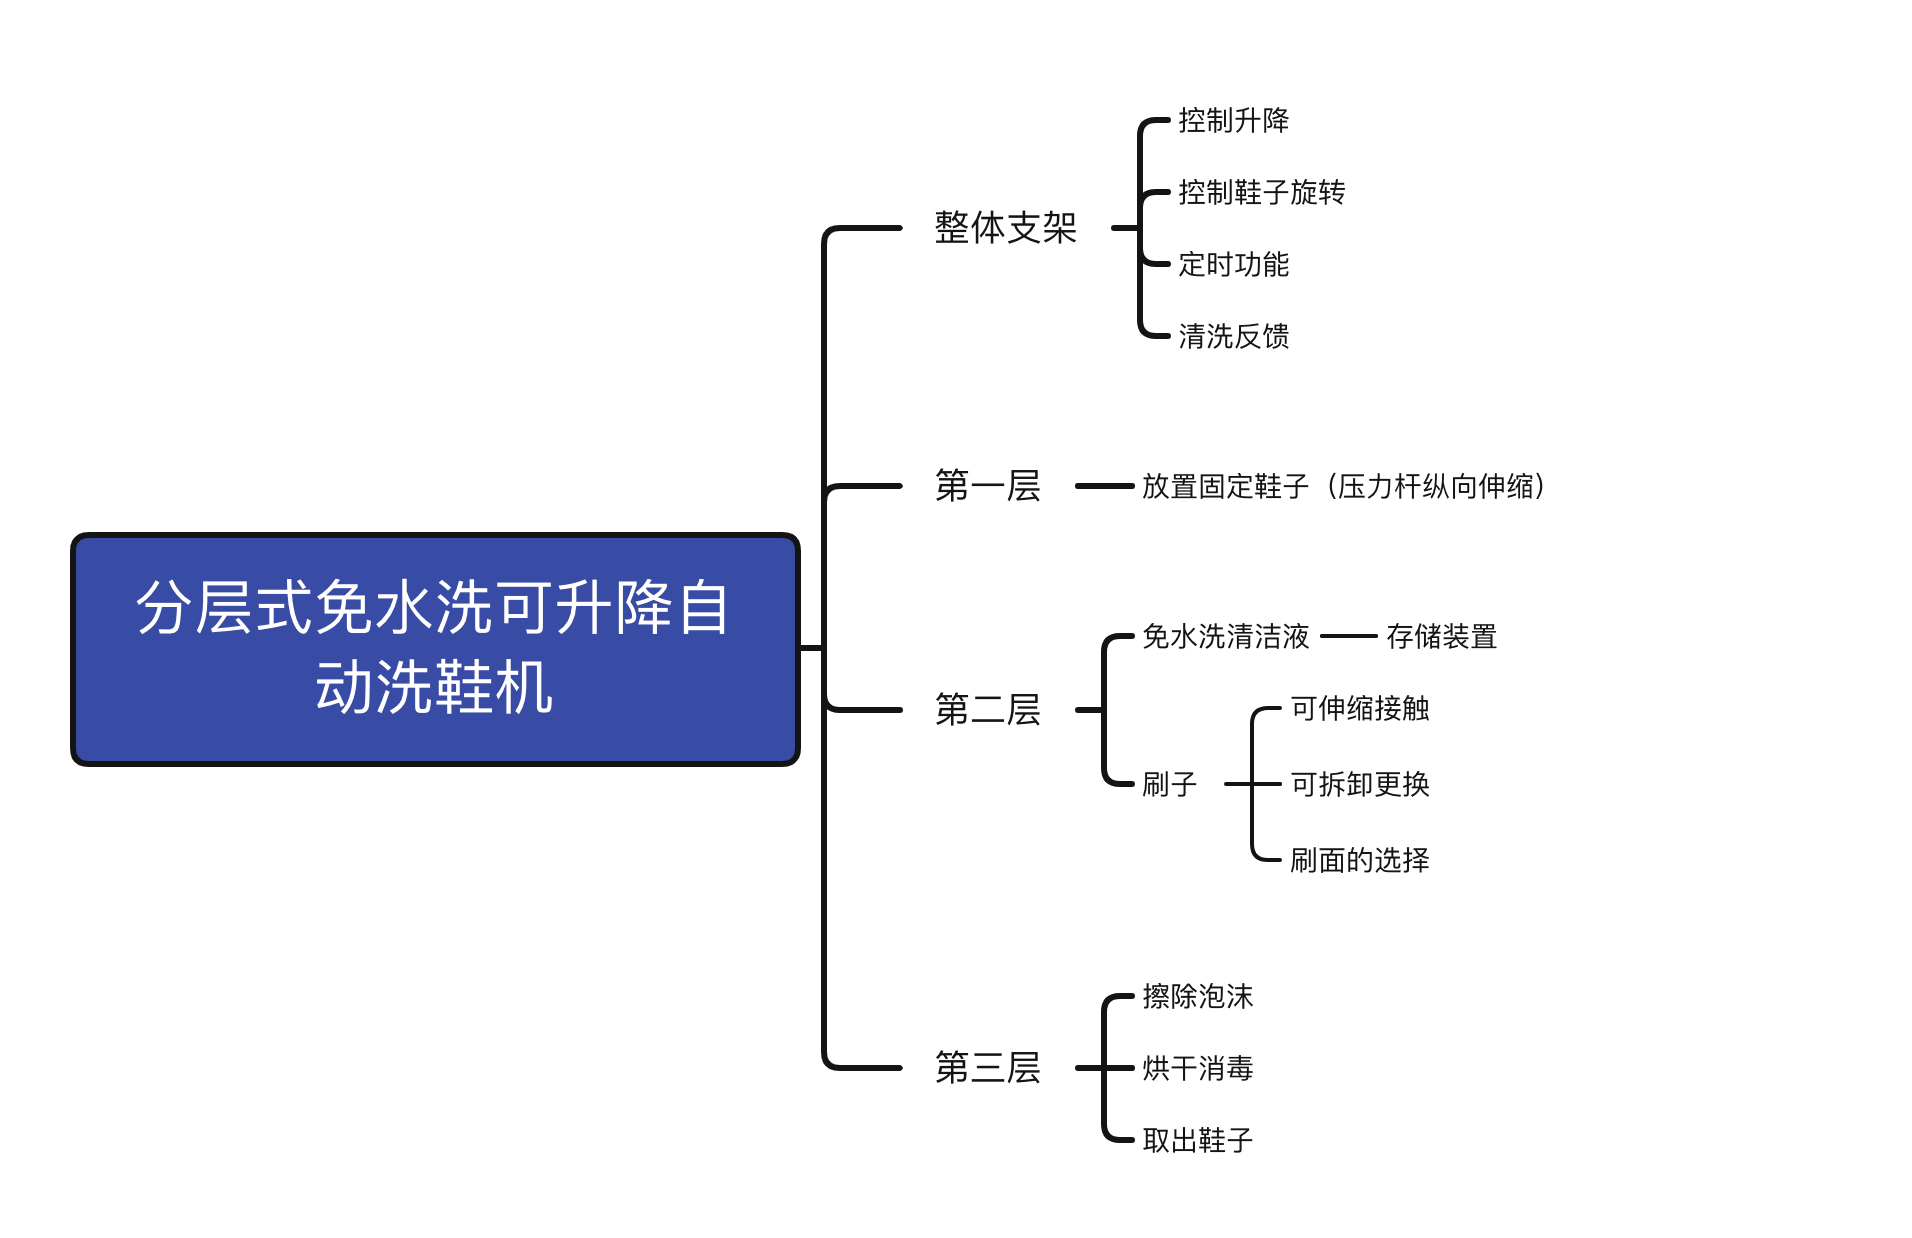 分层式免水洗可升降自
动洗鞋机
整体支架
控制升降
控制鞋子旋转
定时功能
清洗反馈
第一层
放置固定鞋子（压力杆纵向伸缩）
第二层
免水洗清洁液
存储装置
刷子
可伸缩接触
可拆卸更换
刷面的选择
第三层
擦除泡沫
烘干消毒
取出鞋子